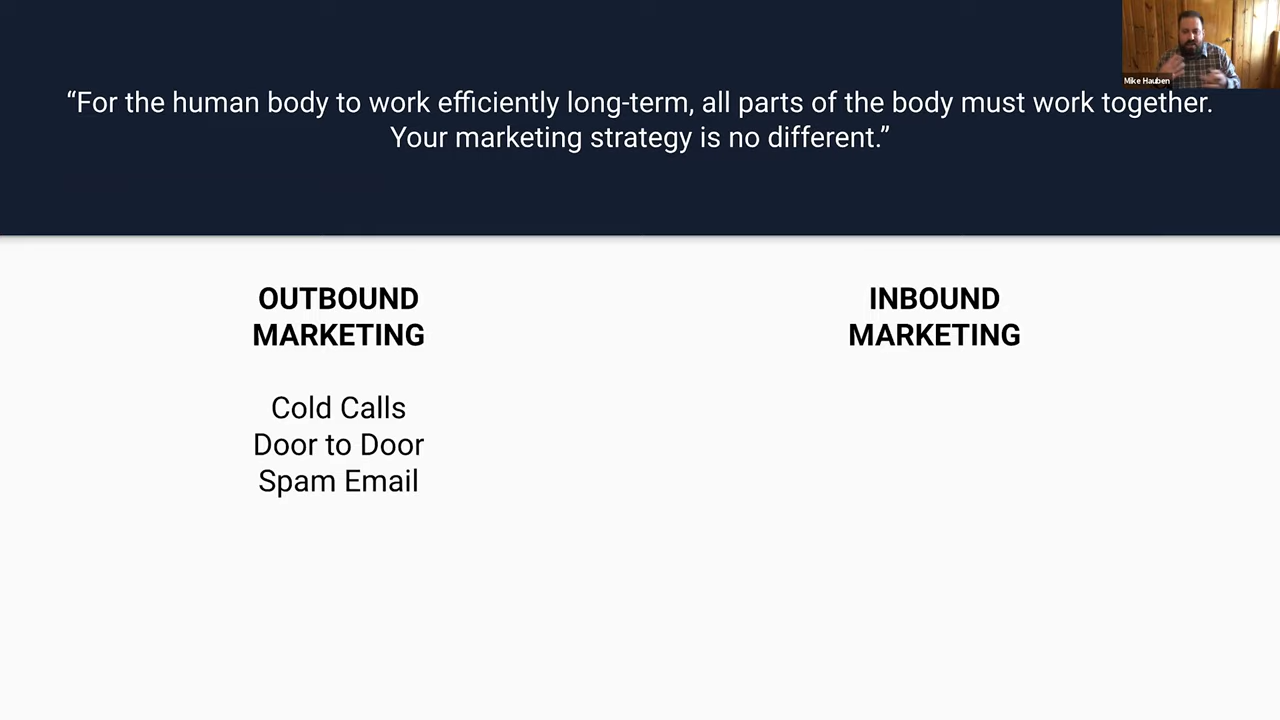 Mike Hauben
“For the human body to work efficiently long-term, all parts of the body must work together.
Your marketing strategy is no different.”
OUTBOUND
MARKETING
Cold Calls
Door to Door
Spam Email
INBOUND
MARKETING